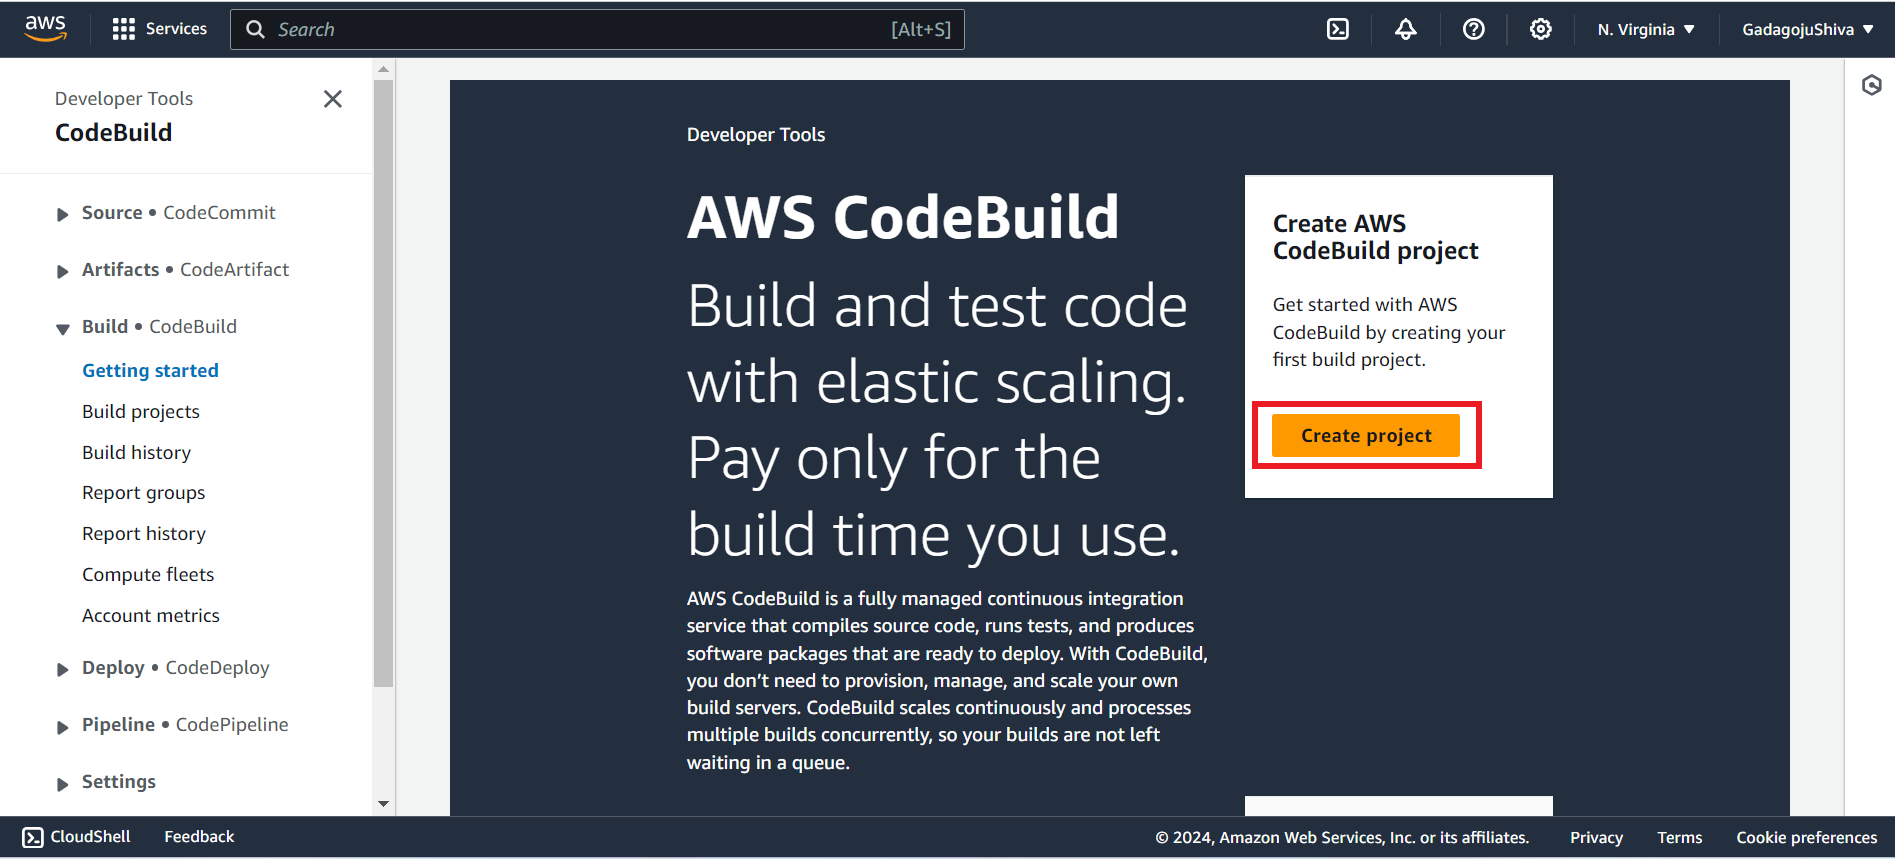 aws
Services
Search
[Alt+S]
N. Virginia
GadagojuShiva
Developer Tools
CodeBuild
Source • CodeCommit
Artifacts • CodeArtifact
Build • CodeBuild
Getting started
Build projects
Build history
Report groups
Report history
Compute fleets
Account metrics
Deploy • CodeDeploy
Pipeline • CodePipeline
Settings
Developer Tools
AWS CodeBuild
Build and test code
with elastic scaling.
Pay only for the
build time you use.
AWS CodeBuild is a fully managed continuous integration
service that compiles source code, runs tests, and produces
software packages that are ready to deploy. With CodeBuild,
you don’t need to provision, manage, and scale your own
build servers. CodeBuild scales continuously and processes
multiple builds concurrently, so your builds are not left
waiting in a queue.
Create AWS
CodeBuild project
Get started with AWS
CodeBuild by creating your
first build project.
Create project
CloudShell
Feedback
© 2024, Amazon Web Services, Inc. or its affiliates.
Privacy
Terms
Cookie preferences